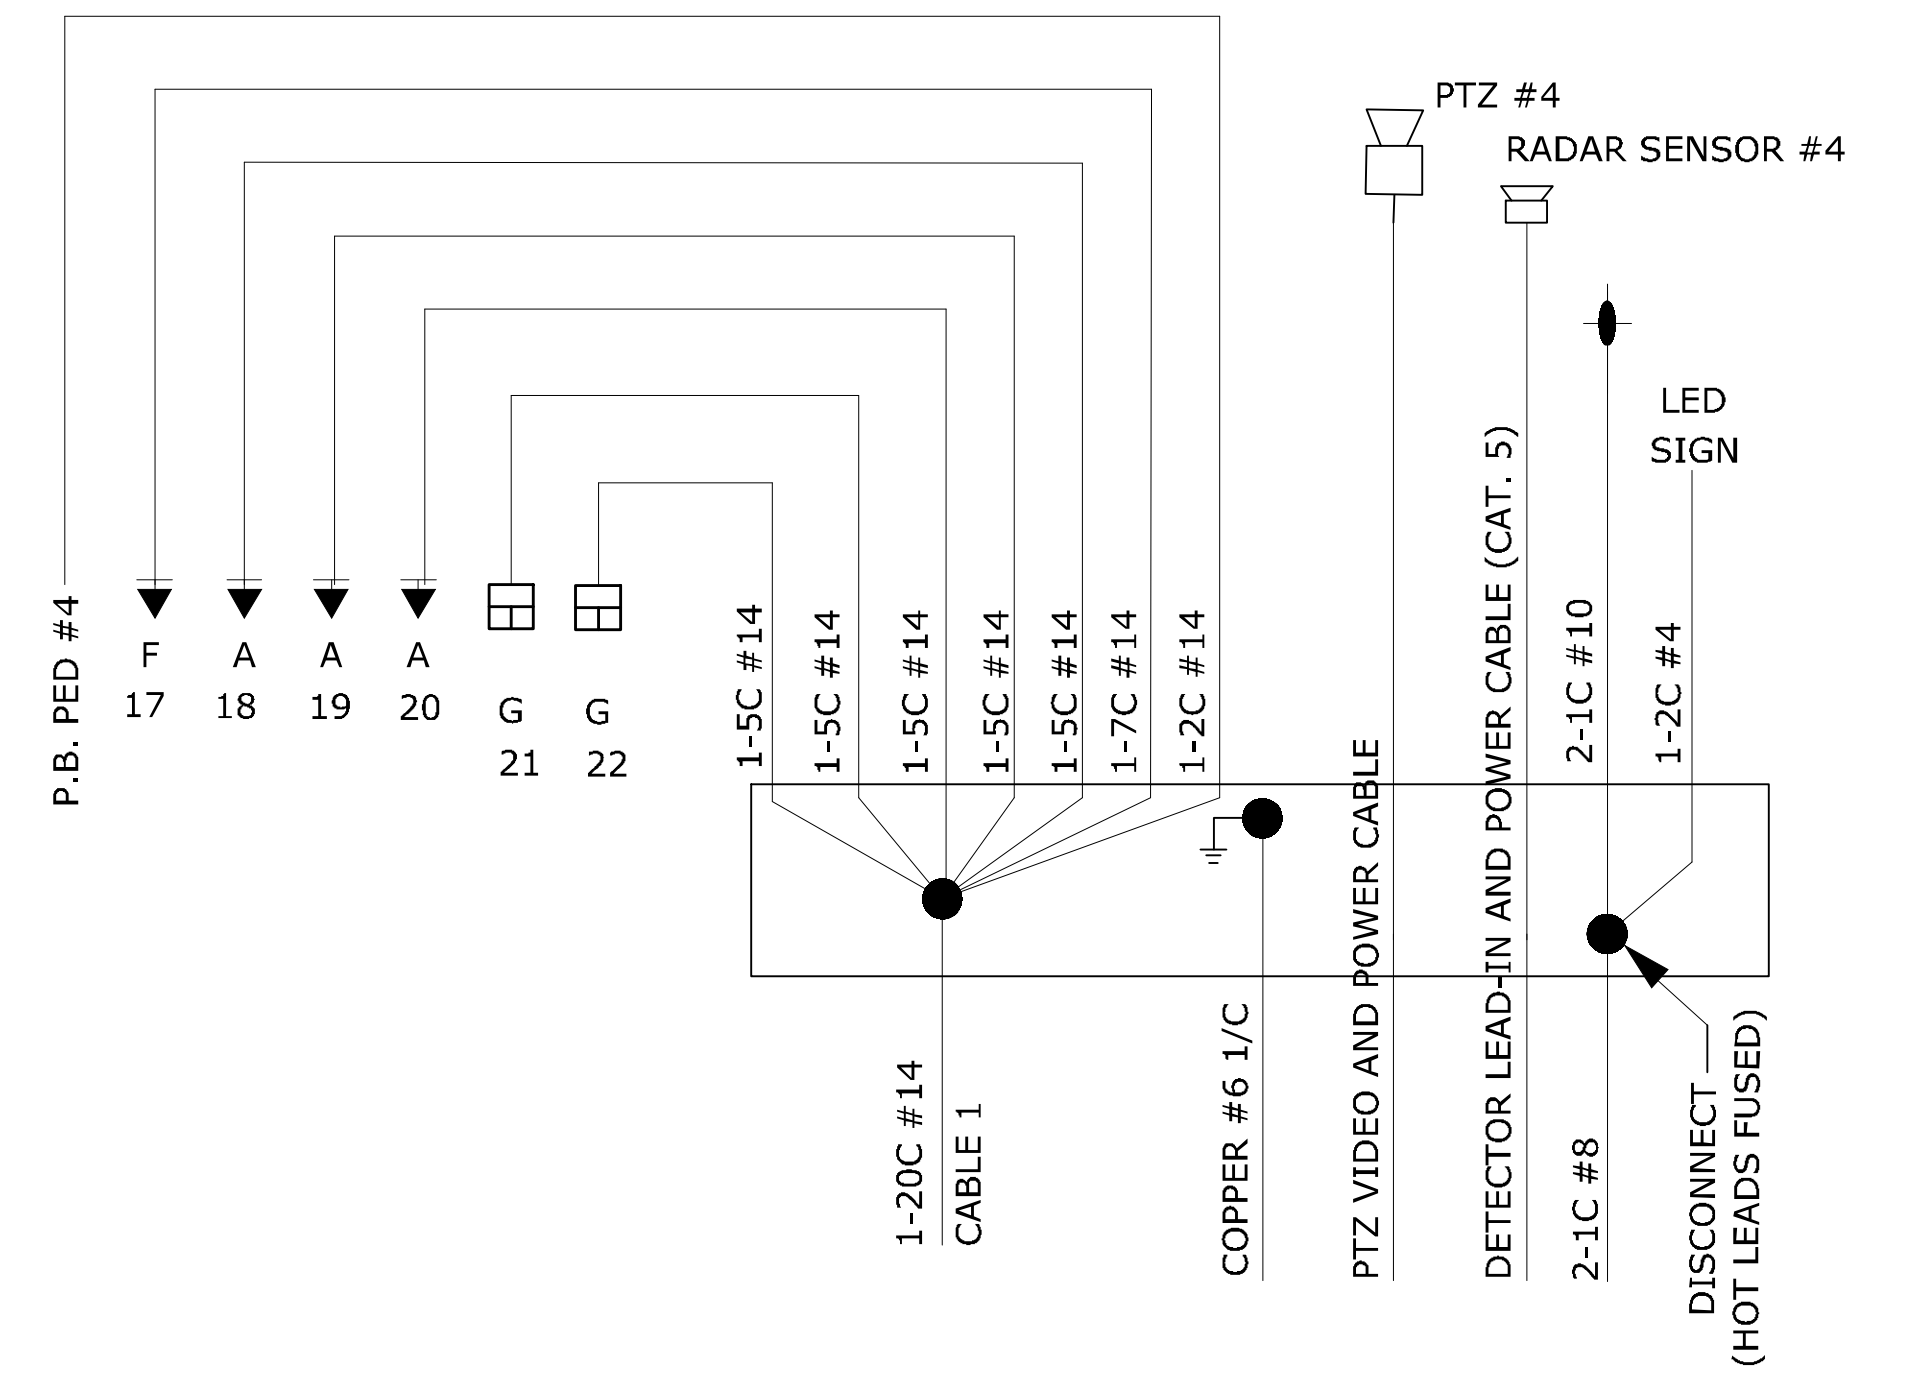 PTZ #4
RADAR SENSOR #4
LED
SIGN
P.B. PED #4
F
17
A
18
A
19
A
20
G
21
G
22
1-5C #14
1-5C #14
1-5C #14
1-5C #14
1-5C #14
1-7C #14
1-2C #14
PTZ VIDEO AND POWER CABLE
DETECTOR LEAD-IN AND POWER CABLE (CAT. 5)
2-1C #10
1-2C #4
1-20C #14
CABLE 1
COPPER #6 1/C
2-1C #8
DISCONNECT
(HOT LEADS FUSED)